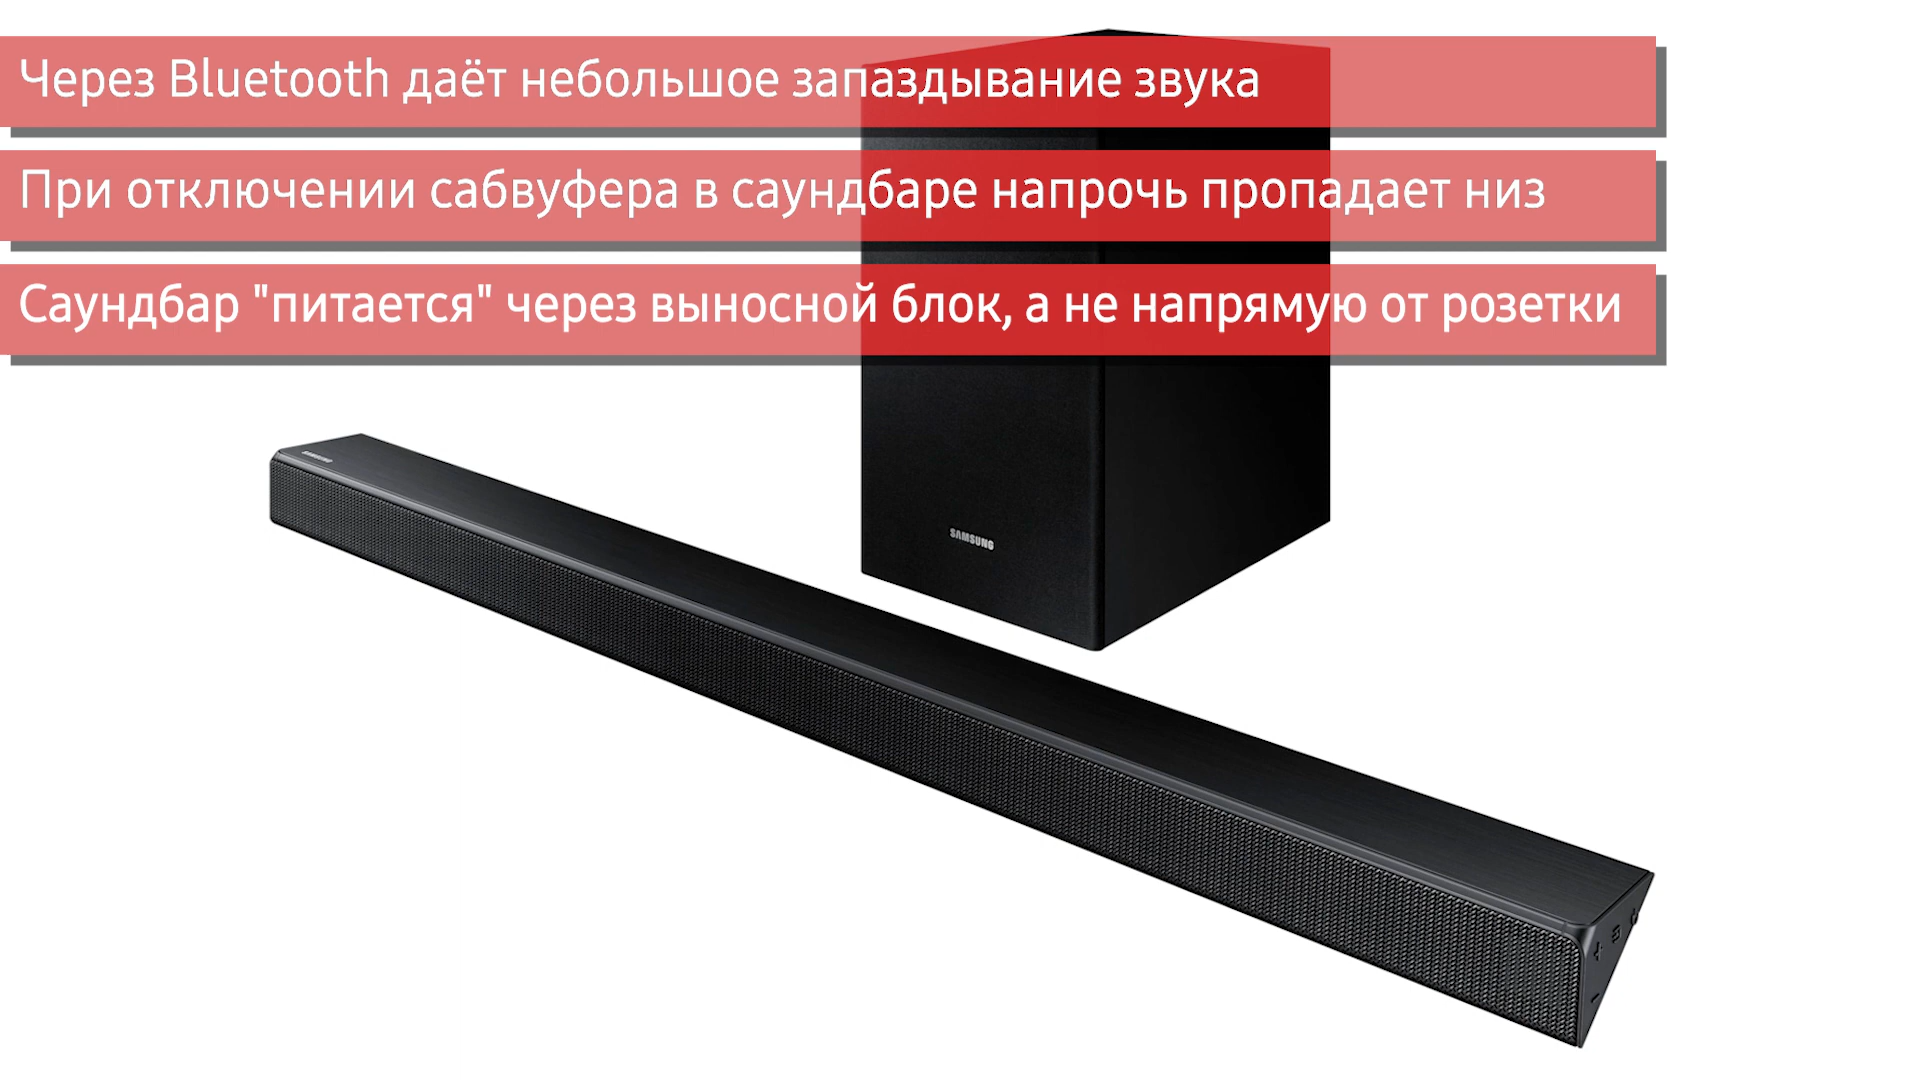 Через Bluetooth даёт небольшое запаздывание звука
При отключении сабвуфера в саундбаре напрочь пропадает низ
Саундбар "питается" через выносной блок, а не напрямую от розетки
SAMSUNG
SAMSUNG